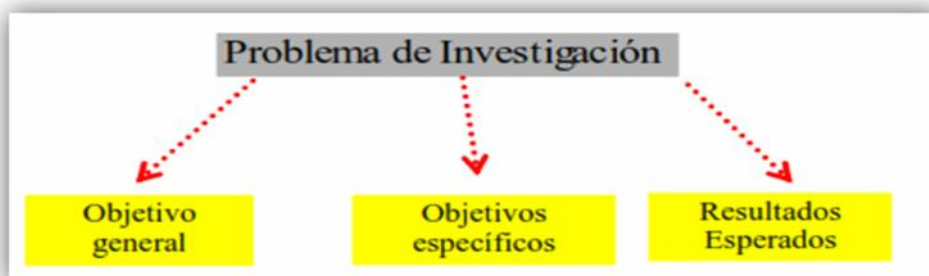 Problema de Investigación
Objetivo
general
Objetivos
específicos
Resultados
Esperados